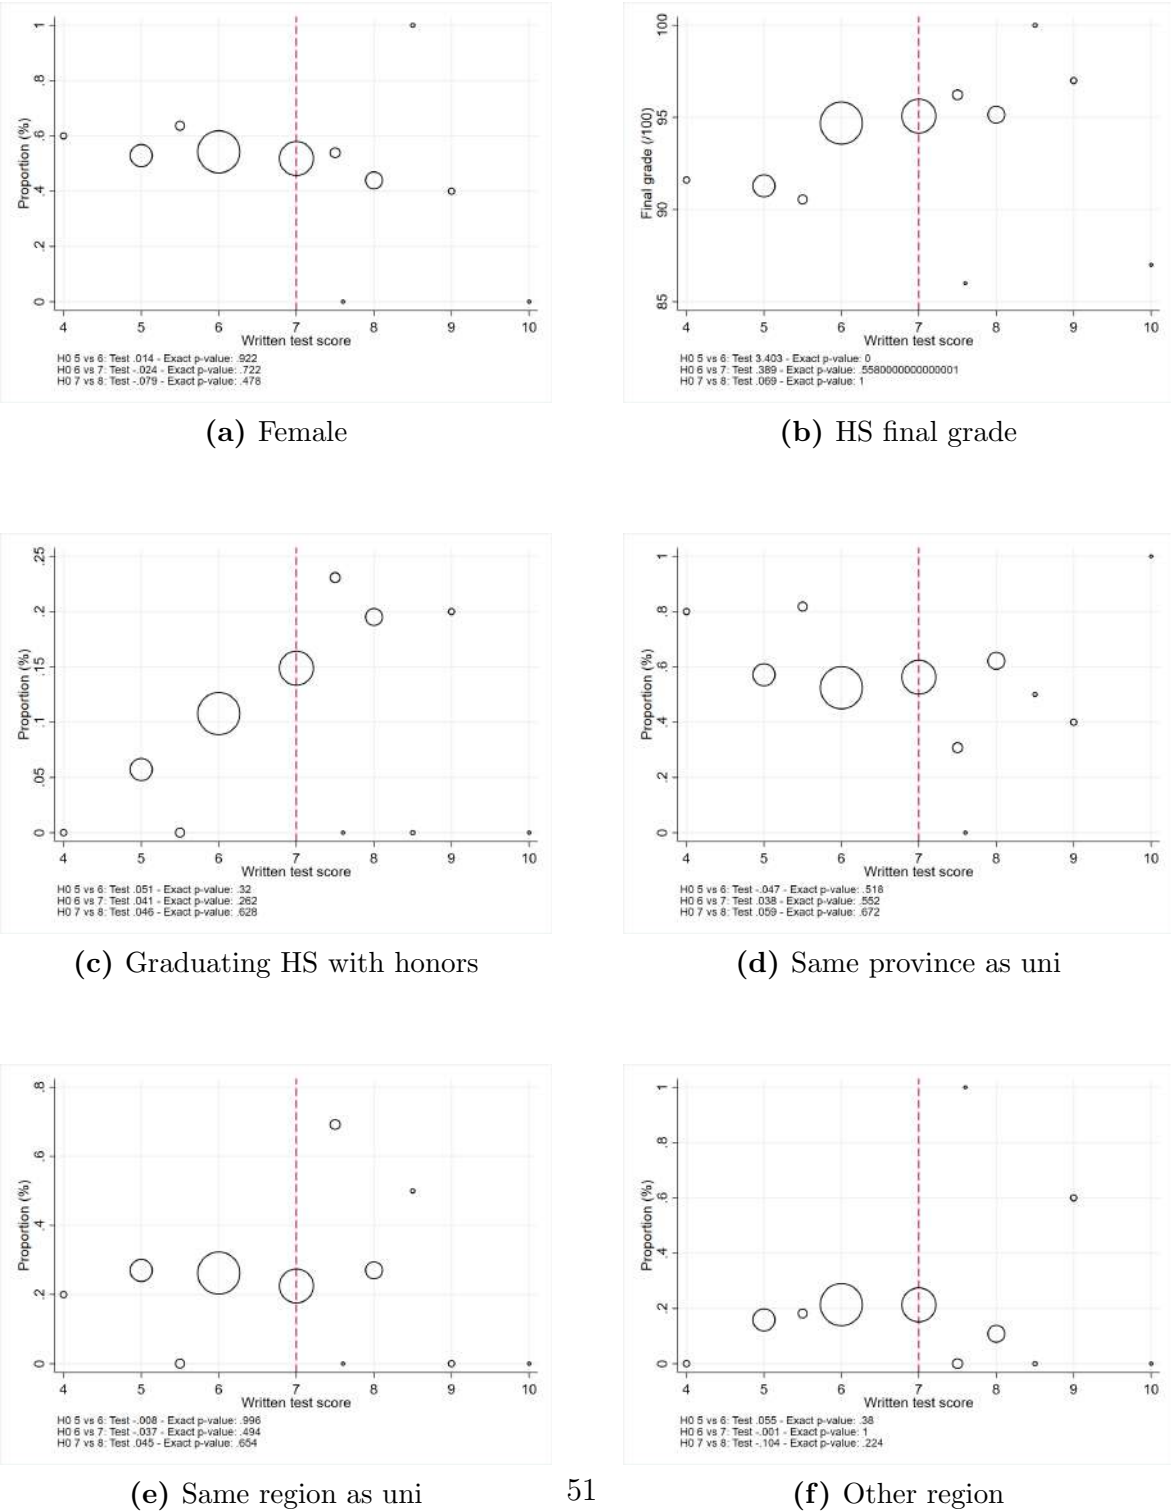 Proportion (%)
0 .2 .4 .6 .8 1
4 5 6 7 8 9 10
Written test score
H0 5 vs 6: Test .014 - Exact p-value: .922
H0 6 vs 7: Test -.024 - Exact p-value: .722
H0 7 vs 8: Test -.079 - Exact p-value: .478
(a) Female
Final grade (/100)
85 90 95 100
4 5 6 7 8 9 10
Written test score
H0 5 vs 6: Test 3.403 - Exact p-value: 0
H0 6 vs 7: Test .389 - Exact p-value: .5580000000000001
H0 7 vs 8: Test .069 - Exact p-value: 1
(b) HS final grade
Proportion (%)
0 .05 .1 .15 .2 .25
4 5 6 7 8 9 10
Written test score
H0 5 vs 6: Test .051 - Exact p-value: .32
H0 6 vs 7: Test .041 - Exact p-value: .262
H0 7 vs 8: Test .046 - Exact p-value: .628
(c) Graduating HS with honors
Proportion (%)
0 .2 .4 .6 .8 1
4 5 6 7 8 9 10
Written test score
H0 5 vs 6: Test -.047 - Exact p-value: .518
H0 6 vs 7: Test .038 - Exact p-value: .552
H0 7 vs 8: Test .059 - Exact p-value: .672
(d) Same province as uni
Proportion (%)
0 .2 .4 .6 .8
4 5 6 7 8 9 10
Written test score
H0 5 vs 6: Test -.008 - Exact p-value: .996
H0 6 vs 7: Test -.037 - Exact p-value: .494
H0 7 vs 8: Test .045 - Exact p-value: .654
(e) Same region as uni
Proportion (%)
0 .2 .4 .6 .8 1
4 5 6 7 8 9 10
Written test score
H0 5 vs 6: Test .055 - Exact p-value: .38
H0 6 vs 7: Test -.001 - Exact p-value: 1
H0 7 vs 8: Test -.104 - Exact p-value: .224
(f) Other region
51